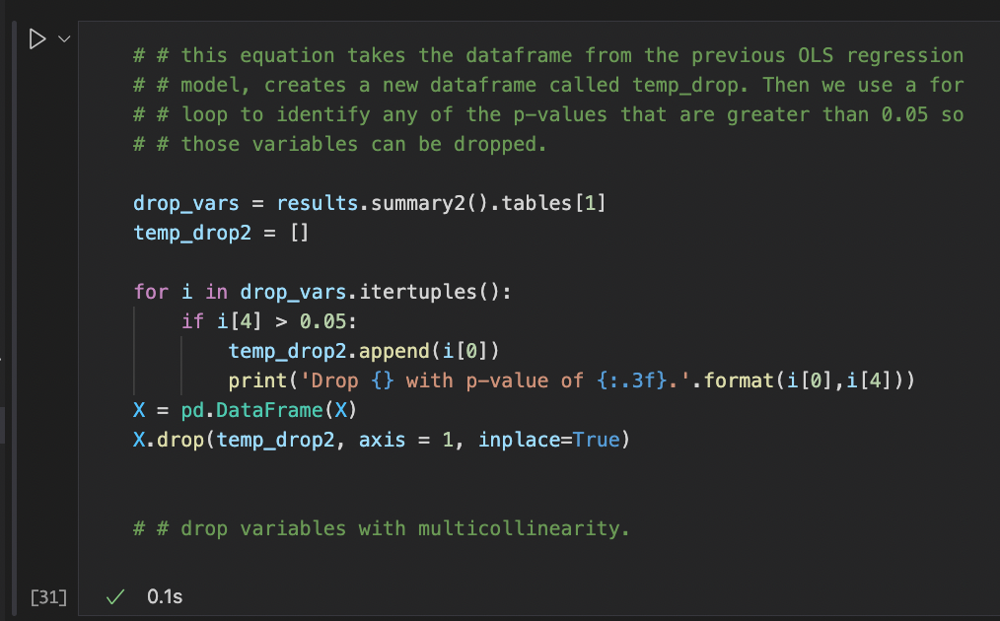 # # this equation takes the dataframe from the previous OLS regression
# # model, creates a new dataframe called temp_drop. Then we use a for
# # loop to identify any of the p-values that are greater than 0.05 so
# # those variables can be dropped.
drop_vars = results.summary2().tables[1]
temp_drop2 = []
for i in drop_vars.itertuples():
    if i[4] > 0.05:
        temp_drop2.append(i[0])
        print('Drop {} with p-value of {:.3f}.'.format(i[0],i[4]))
X = pd.DataFrame(X)
X.drop(temp_drop2, axis = 1, inplace=True)
# # drop variables with multicollinearity.
[31] ✓ 0.1s